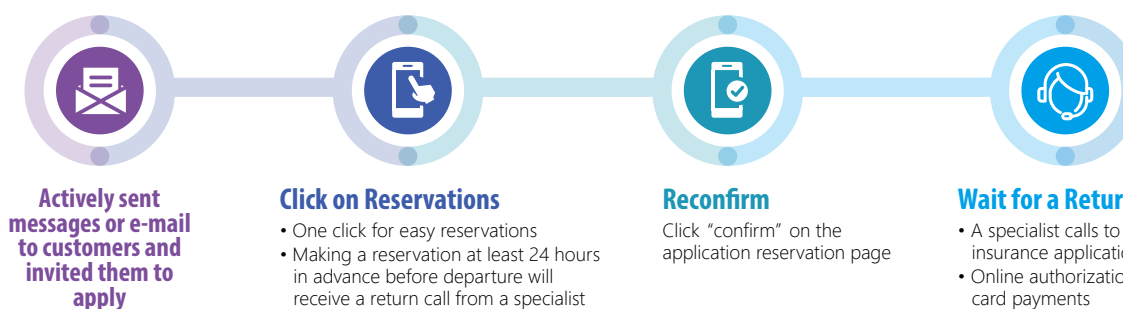 Actively sent
messages or e-mail
to customers and
invited them to
apply
Click on Reservations
• One click for easy reservations
• Making a reservation at least 24 hours
in advance before departure will
receive a return call from a specialist
Reconfirm
Click “confirm” on the
application reservation page
Wait for a
• A specialist calls to
insurance
• Online
card payments